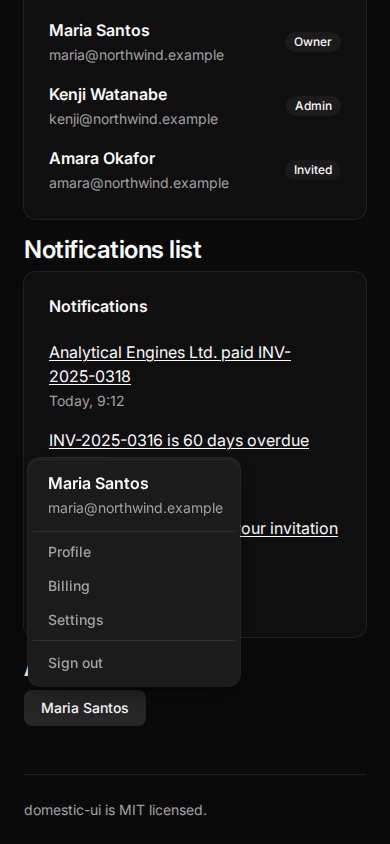 Maria Santos
maria@northwind.example
Owner
Kenji Watanabe
kenji@northwind.example
Admin
Amara Okafor
amara@northwind.example
Invited
Notifications list
Notifications
Analytical Engines Ltd. paid INV-
2025-0318
Today, 9:12
INV-2025-0316 is 60 days overdue
your invitation
Maria Santos
maria@northwind.example
Profile
Billing
Settings
Sign out
Maria Santos
domestic-ui is MIT licensed.